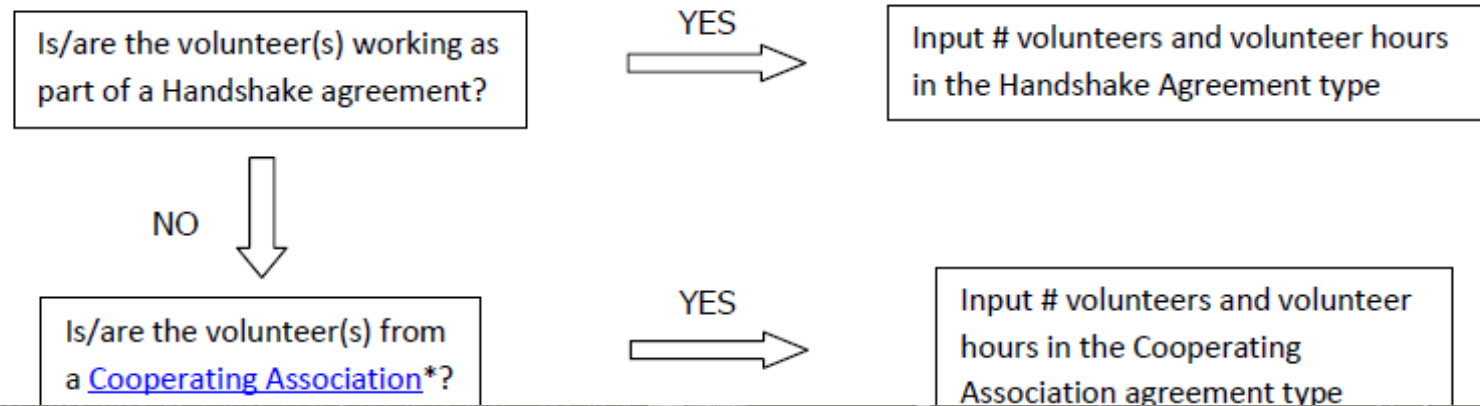 Is/are the volunteer(s) working as
part of a Handshake agreement?
YES
Input # volunteers and volunteer hours
in the Handshake Agreement type
NO
Is/are the volunteer(s) from
a Cooperating Association*?
YES
Input # volunteers and volunteer
hours in the Cooperating
Association agreement type